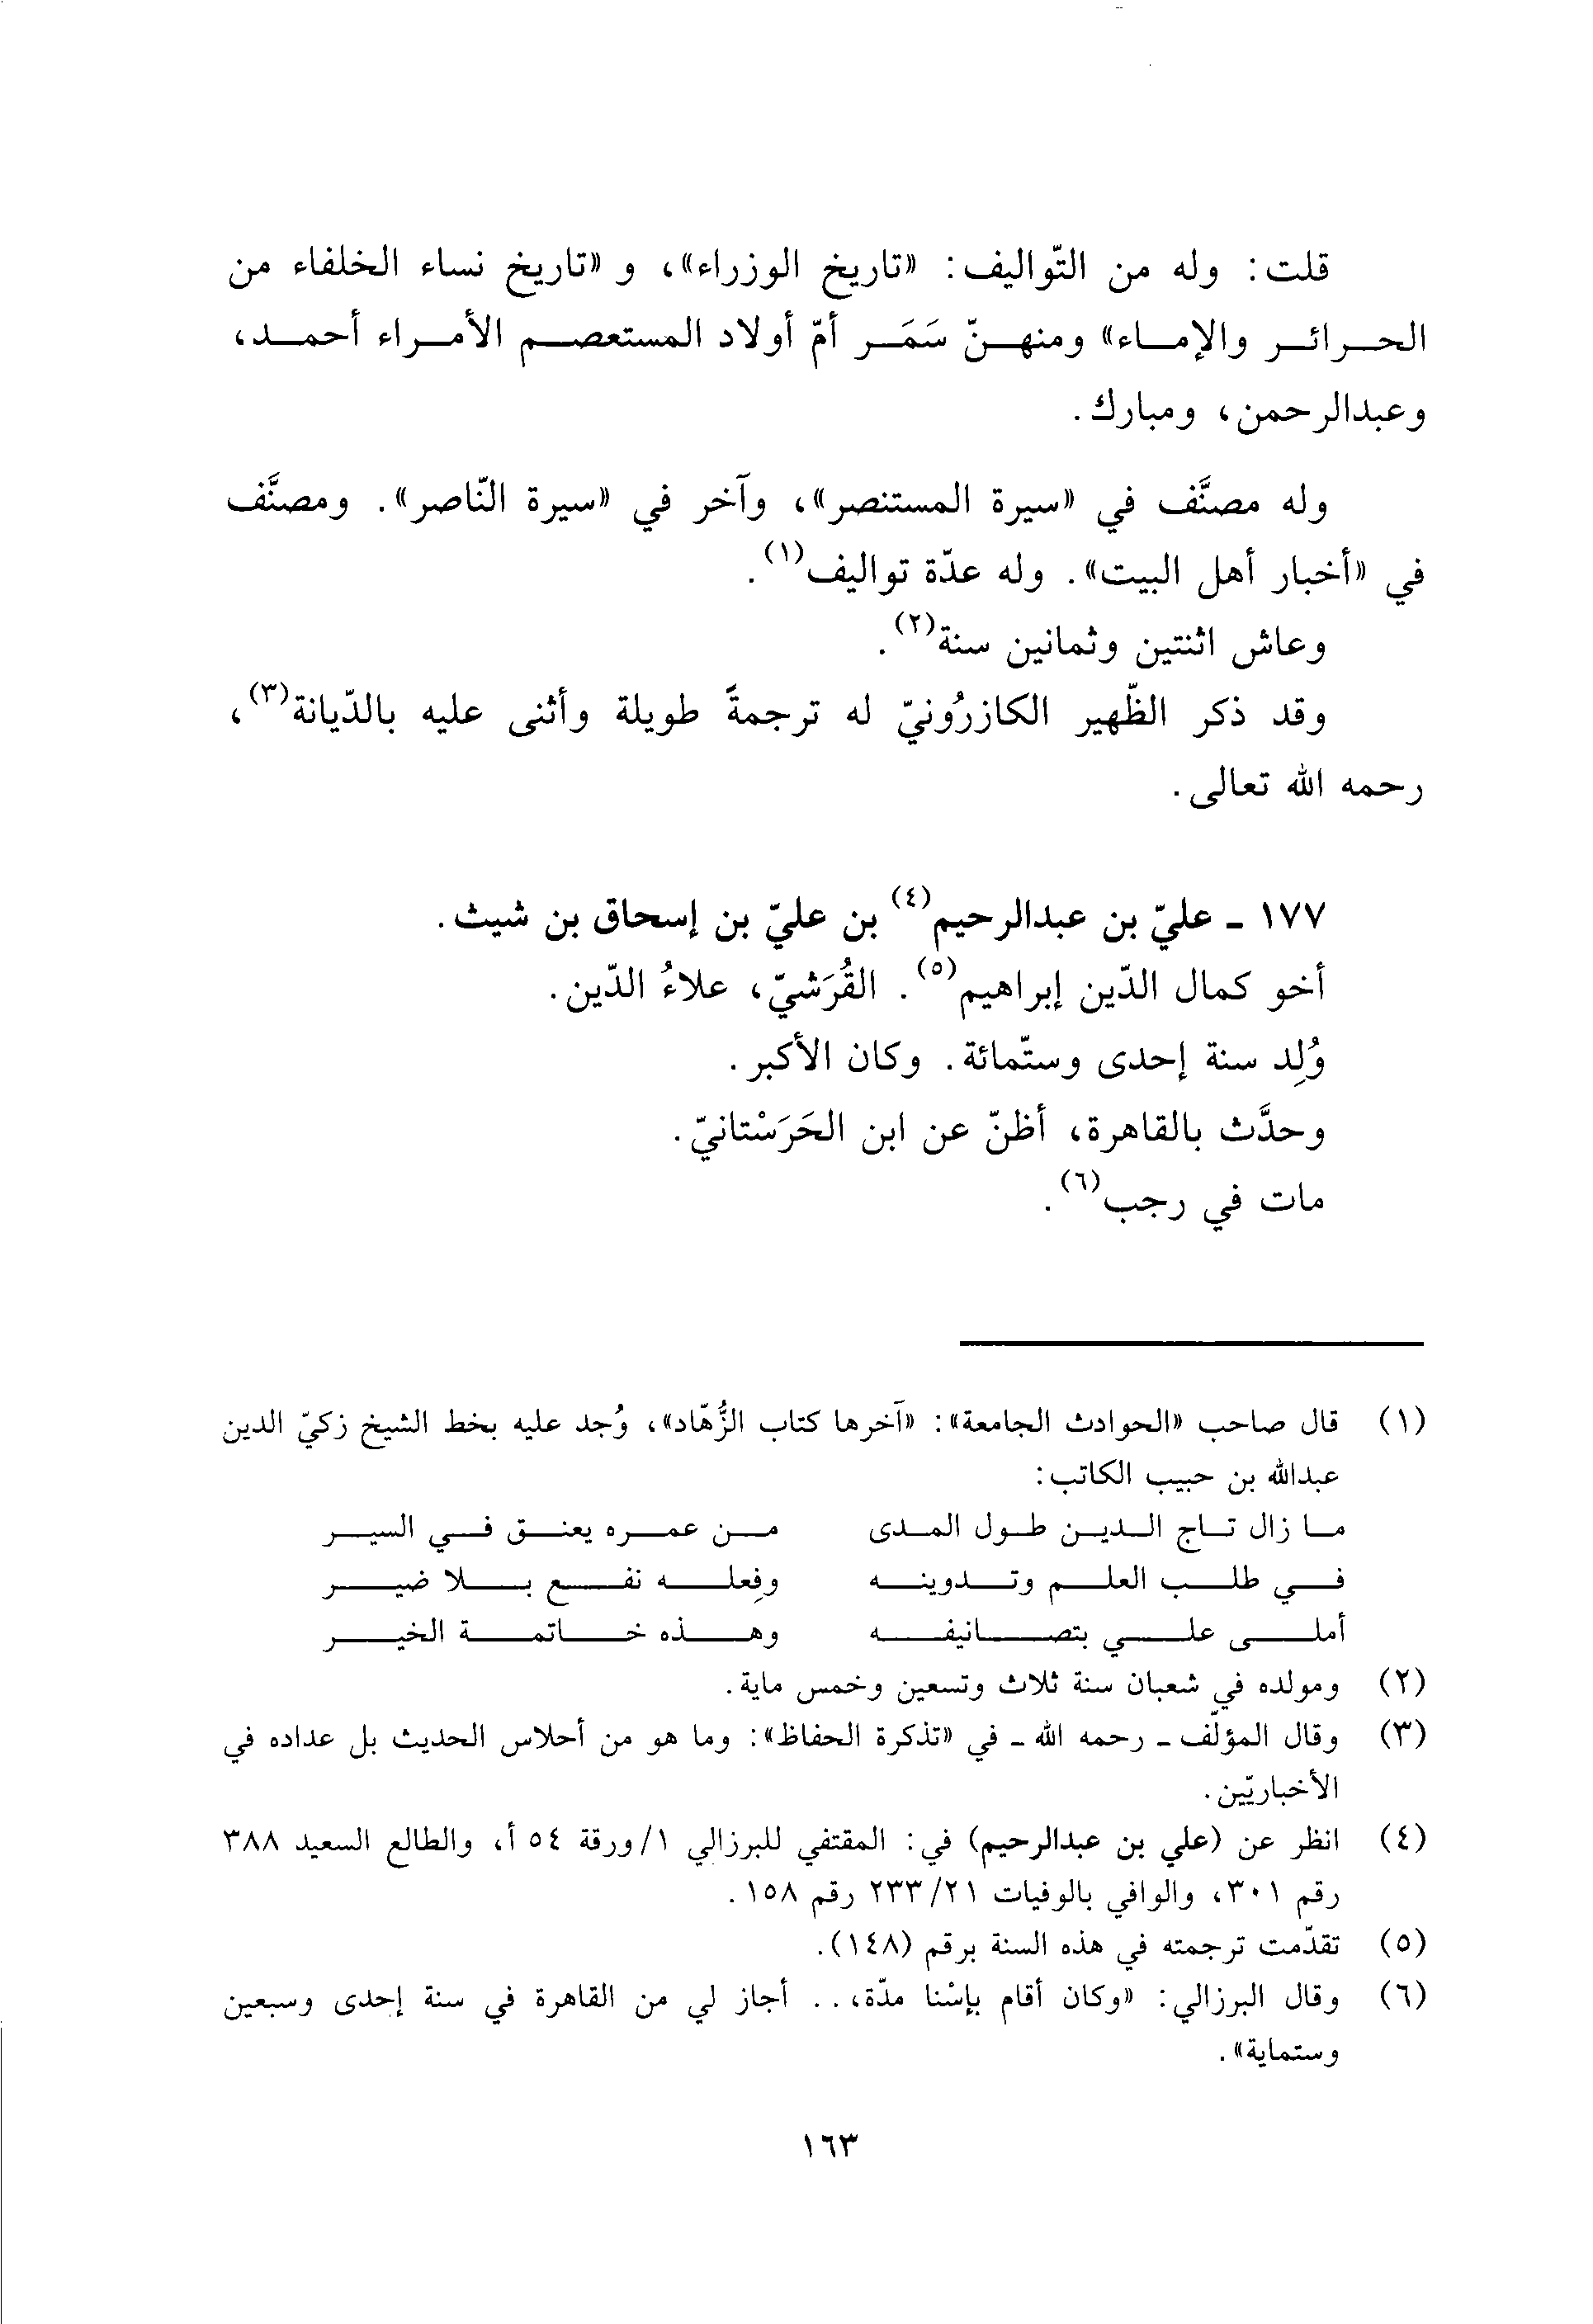 قلت: وله من التّواليف: «تاريخ الوزراء»، و «تاريخ نساء الخلفاء من
الحرائر والإماء» ومنهنّ سَمَر أمّ أولاد المستعصم الأمراء أحمد،
وعبدالرحمن، ومبارك.
وله مصنَّف في «سيرة المستنصر»، وآخر في «سيرة النّاصر». ومصنَّف
في «أخبار أهل البيت». وله عدّة تواليف(١).
وعاش اثنتين وثمانين سنة(٢).
وقد ذكر الظّهير الكازرُونيّ له ترجمةً طويلة وأثنى عليه بالدّيانة(٣)،
رحمه الله تعالى.
١٧٧ - عليّ بن عبدالرحيم(٤) بن عليّ بن إسحاق بن شيث.
أخو كمال الدّين إبراهيم(٥). القُرَشيّ، علاءُ الدّين.
وُلِد سنة إحدى وستّمائة. وكان الأكبر.
وحدَّث بالقاهرة، أظنّ عن ابن الحَرَسْتانيّ.
مات في رجب(٦).
(١) قال صاحب «الحوادث الجامعة»: «آخرها كتاب الزُّهّاد»، وُجد عليه بخط الشيخ زكيّ الدين
عبدالله بن حبيب الكاتب:
ما زال تاج الدين طول المدى من عمره يعنق في السير
في طلب العلم وتدوينه وفِعله نفع بلا ضير
أملى علي بتصانيفه وهذه خاتمة الخير
(٢) ومولده في شعبان سنة ثلاث وتسعين وخمس ماية.
(٣) وقال المؤلّف - رحمه الله - في «تذكرة الحفاظ»: وما هو من أحلاس الحديث بل عداده في
الأخباريّين.
(٤) انظر عن (علي بن عبدالرحيم) في: المقتفي للبرزالي ١/ورقة ٥٤ أ، والطالع السعيد ٣٨٨
رقم ٣٠١، والوافي بالوفيات ٢١/٢٣٣ رقم ١٥٨.
(٥) تقدّمت ترجمته في هذه السنة برقم (١٤٨).
(٦) وقال البرزالي: «وكان أقام بإسْنا مدّة،.. أجاز لي من القاهرة في سنة إحدى وسبعين
وستماية».
١٦٣